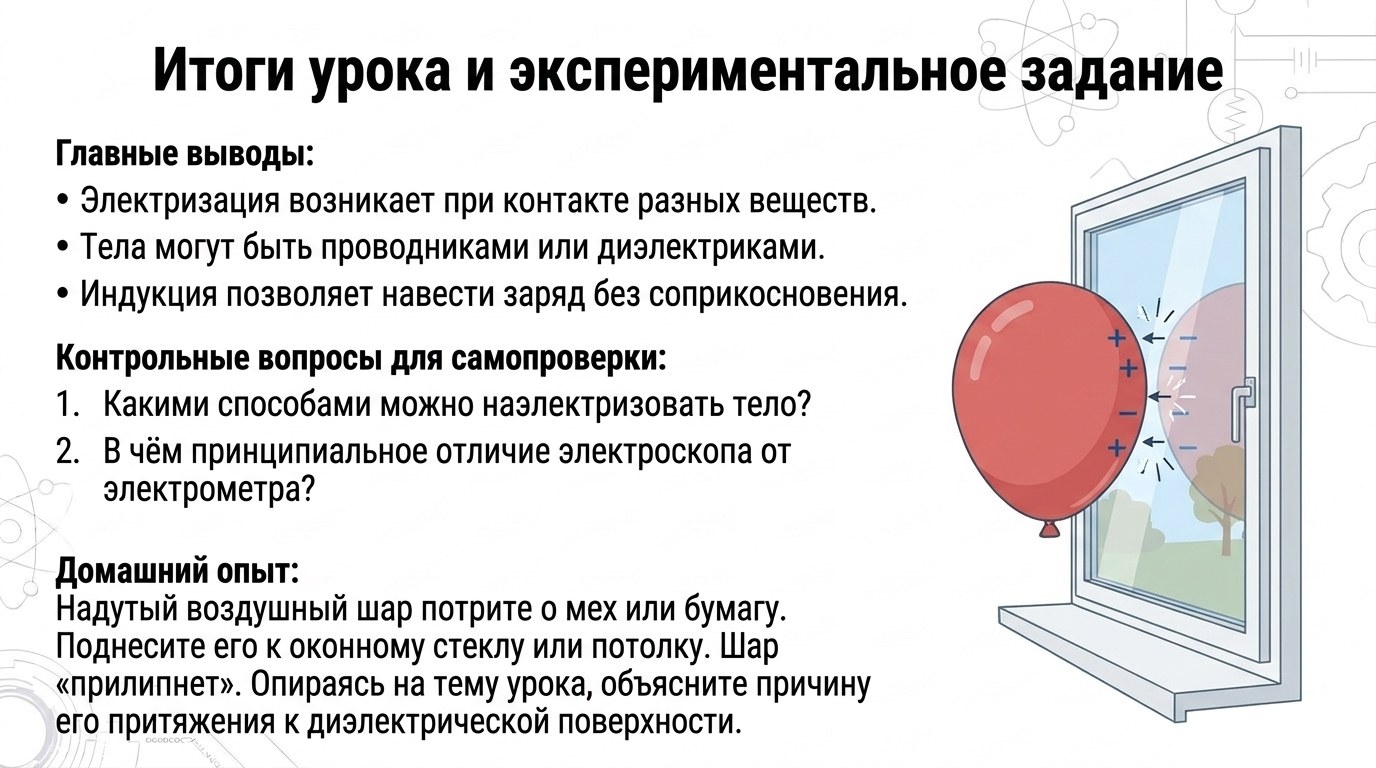 Итоги урока и экспериментальное задание
Главные выводы:
• Электризация возникает при контакте разных веществ.
• Тела могут быть проводниками или диэлектриками.
• Индукция позволяет навести заряд без соприкосновения.
Контрольные вопросы для самопроверки:
1. Какими способами можно наэлектризовать тело?
2. В чём принципиальное отличие электроскопа от
электрометра?
Домашний опыт:
Надутый воздушный шар потрите о мех или бумагу.
Поднесите его к оконному стеклу или потолку. Шар
«прилипнет». Опираясь на тему урока, объясните причину
его притяжения к диэлектрической поверхности.